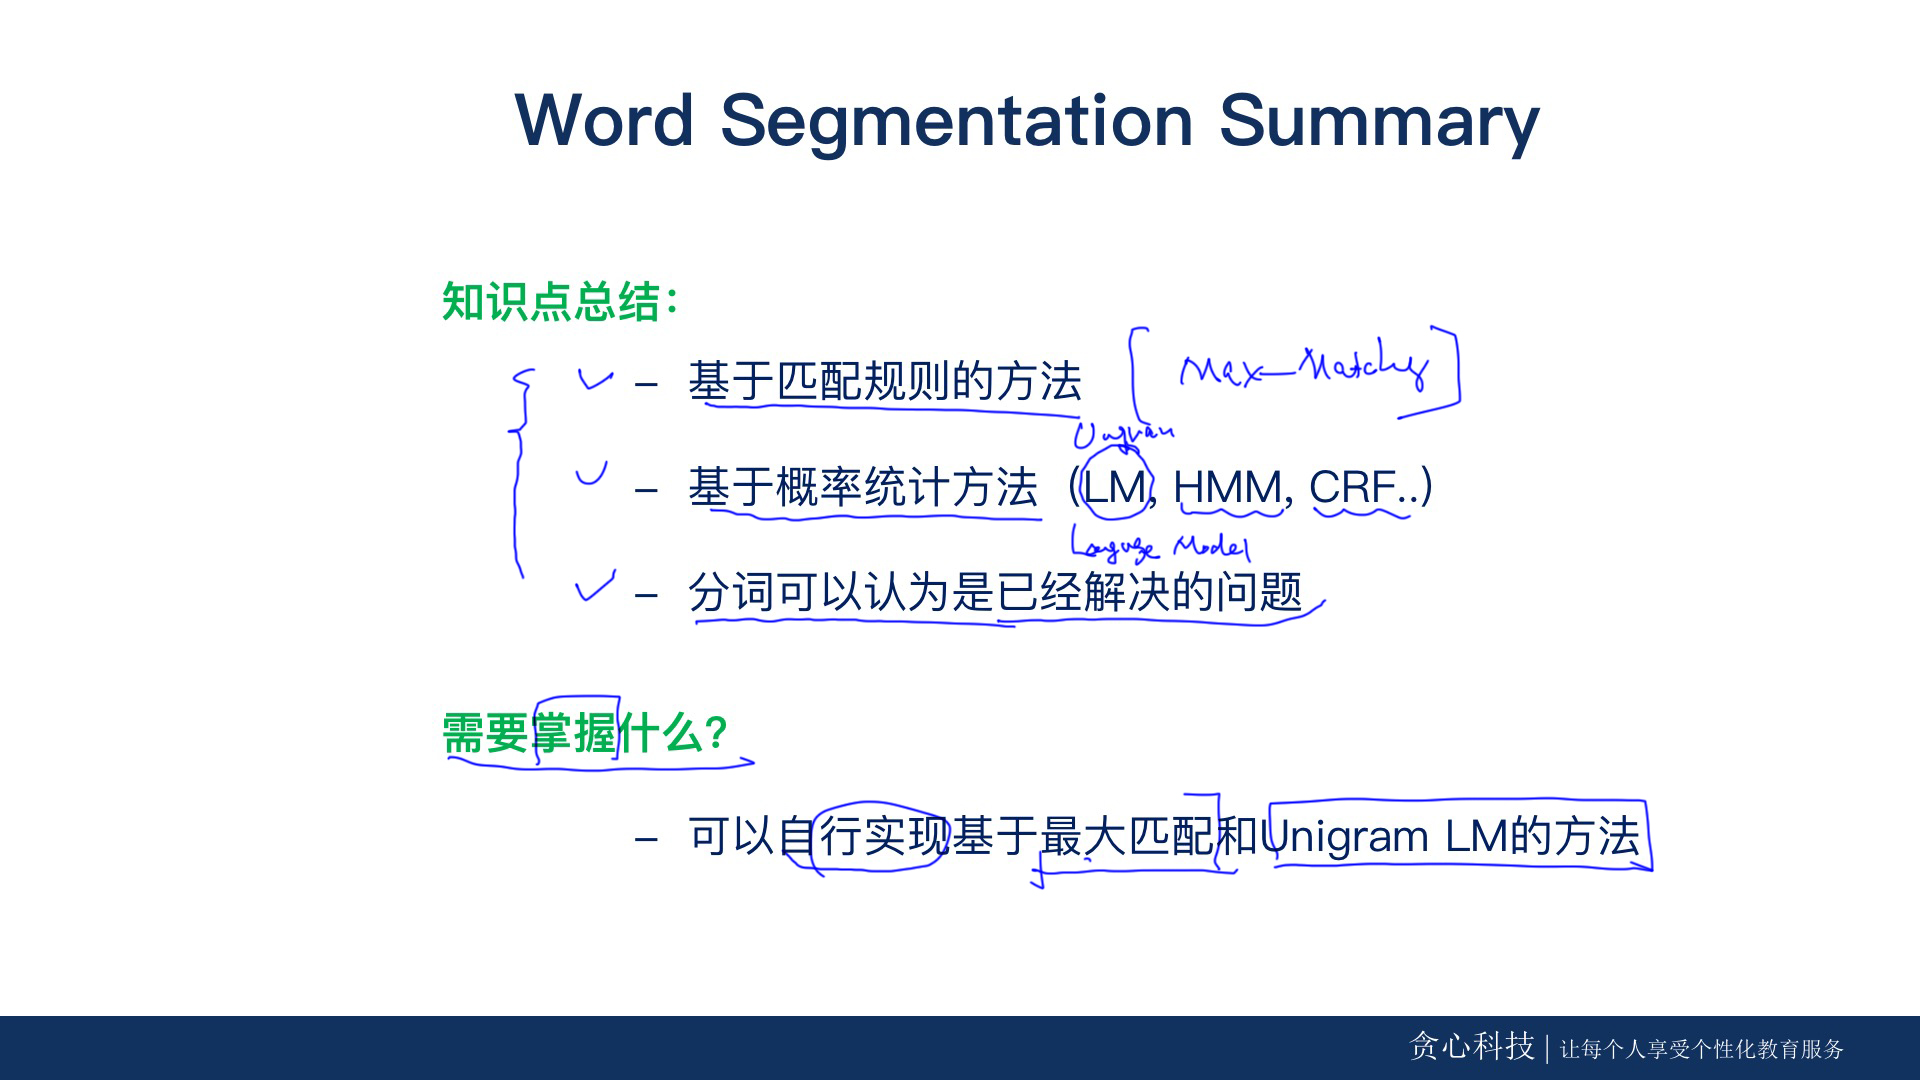 Word Segmentation Summary
知识点总结：
– 基于匹配规则的方法 [Max-Matching]
Unigram
– 基于概率统计方法（LM, HMM, CRF..）
Language Model
– 分词可以认为是已经解决的问题
需要掌握什么？
– 可以自行实现基于最大匹配和Unigram LM的方法
贪心科技 | 让每个人享受个性化教育服务